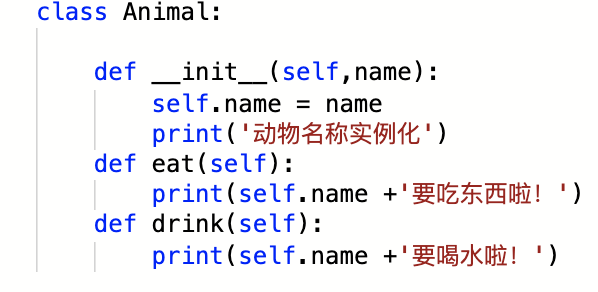 class Animal:
def __init__(self,name):
self.name = name
print('动物名称实例化')
def eat(self):
print(self.name +'要吃东西啦！')
def drink(self):
print(self.name +'要喝水啦！')